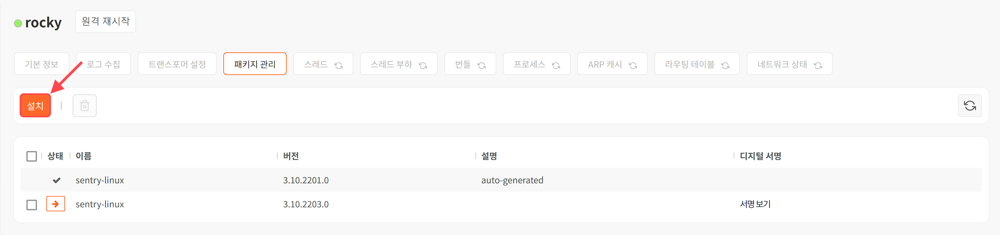 rocky 원격 재시작
기본 정보 로그 수집 트랜스포머 설정 패키지 관리 스레드 스레드 부하 번들 프로세스 ARP 캐시 라우팅 테이블 네트워크 상태
설치
상태 이름 버전 설명 디지털 서명
sentry-linux 3.10.2201.0 auto-generated
sentry-linux 3.10.2203.0 서명 보기